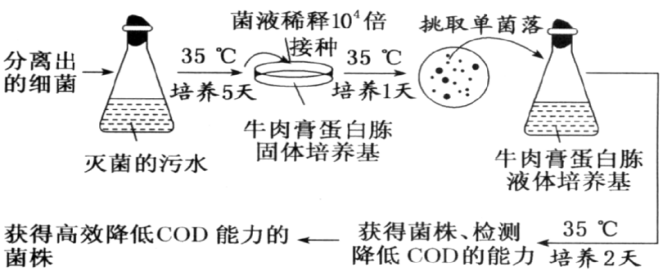 分离出
的细菌
灭菌的污水
35 ℃
培养5天
菌液稀释10⁴倍
接种
牛肉膏蛋白胨
固体培养基
35 ℃
培养1天
挑取单菌落
牛肉膏蛋白胨
液体培养基
35 ℃
培养2天
获得菌株、检测
降低COD的能力
获得高效降低COD能力的
菌株